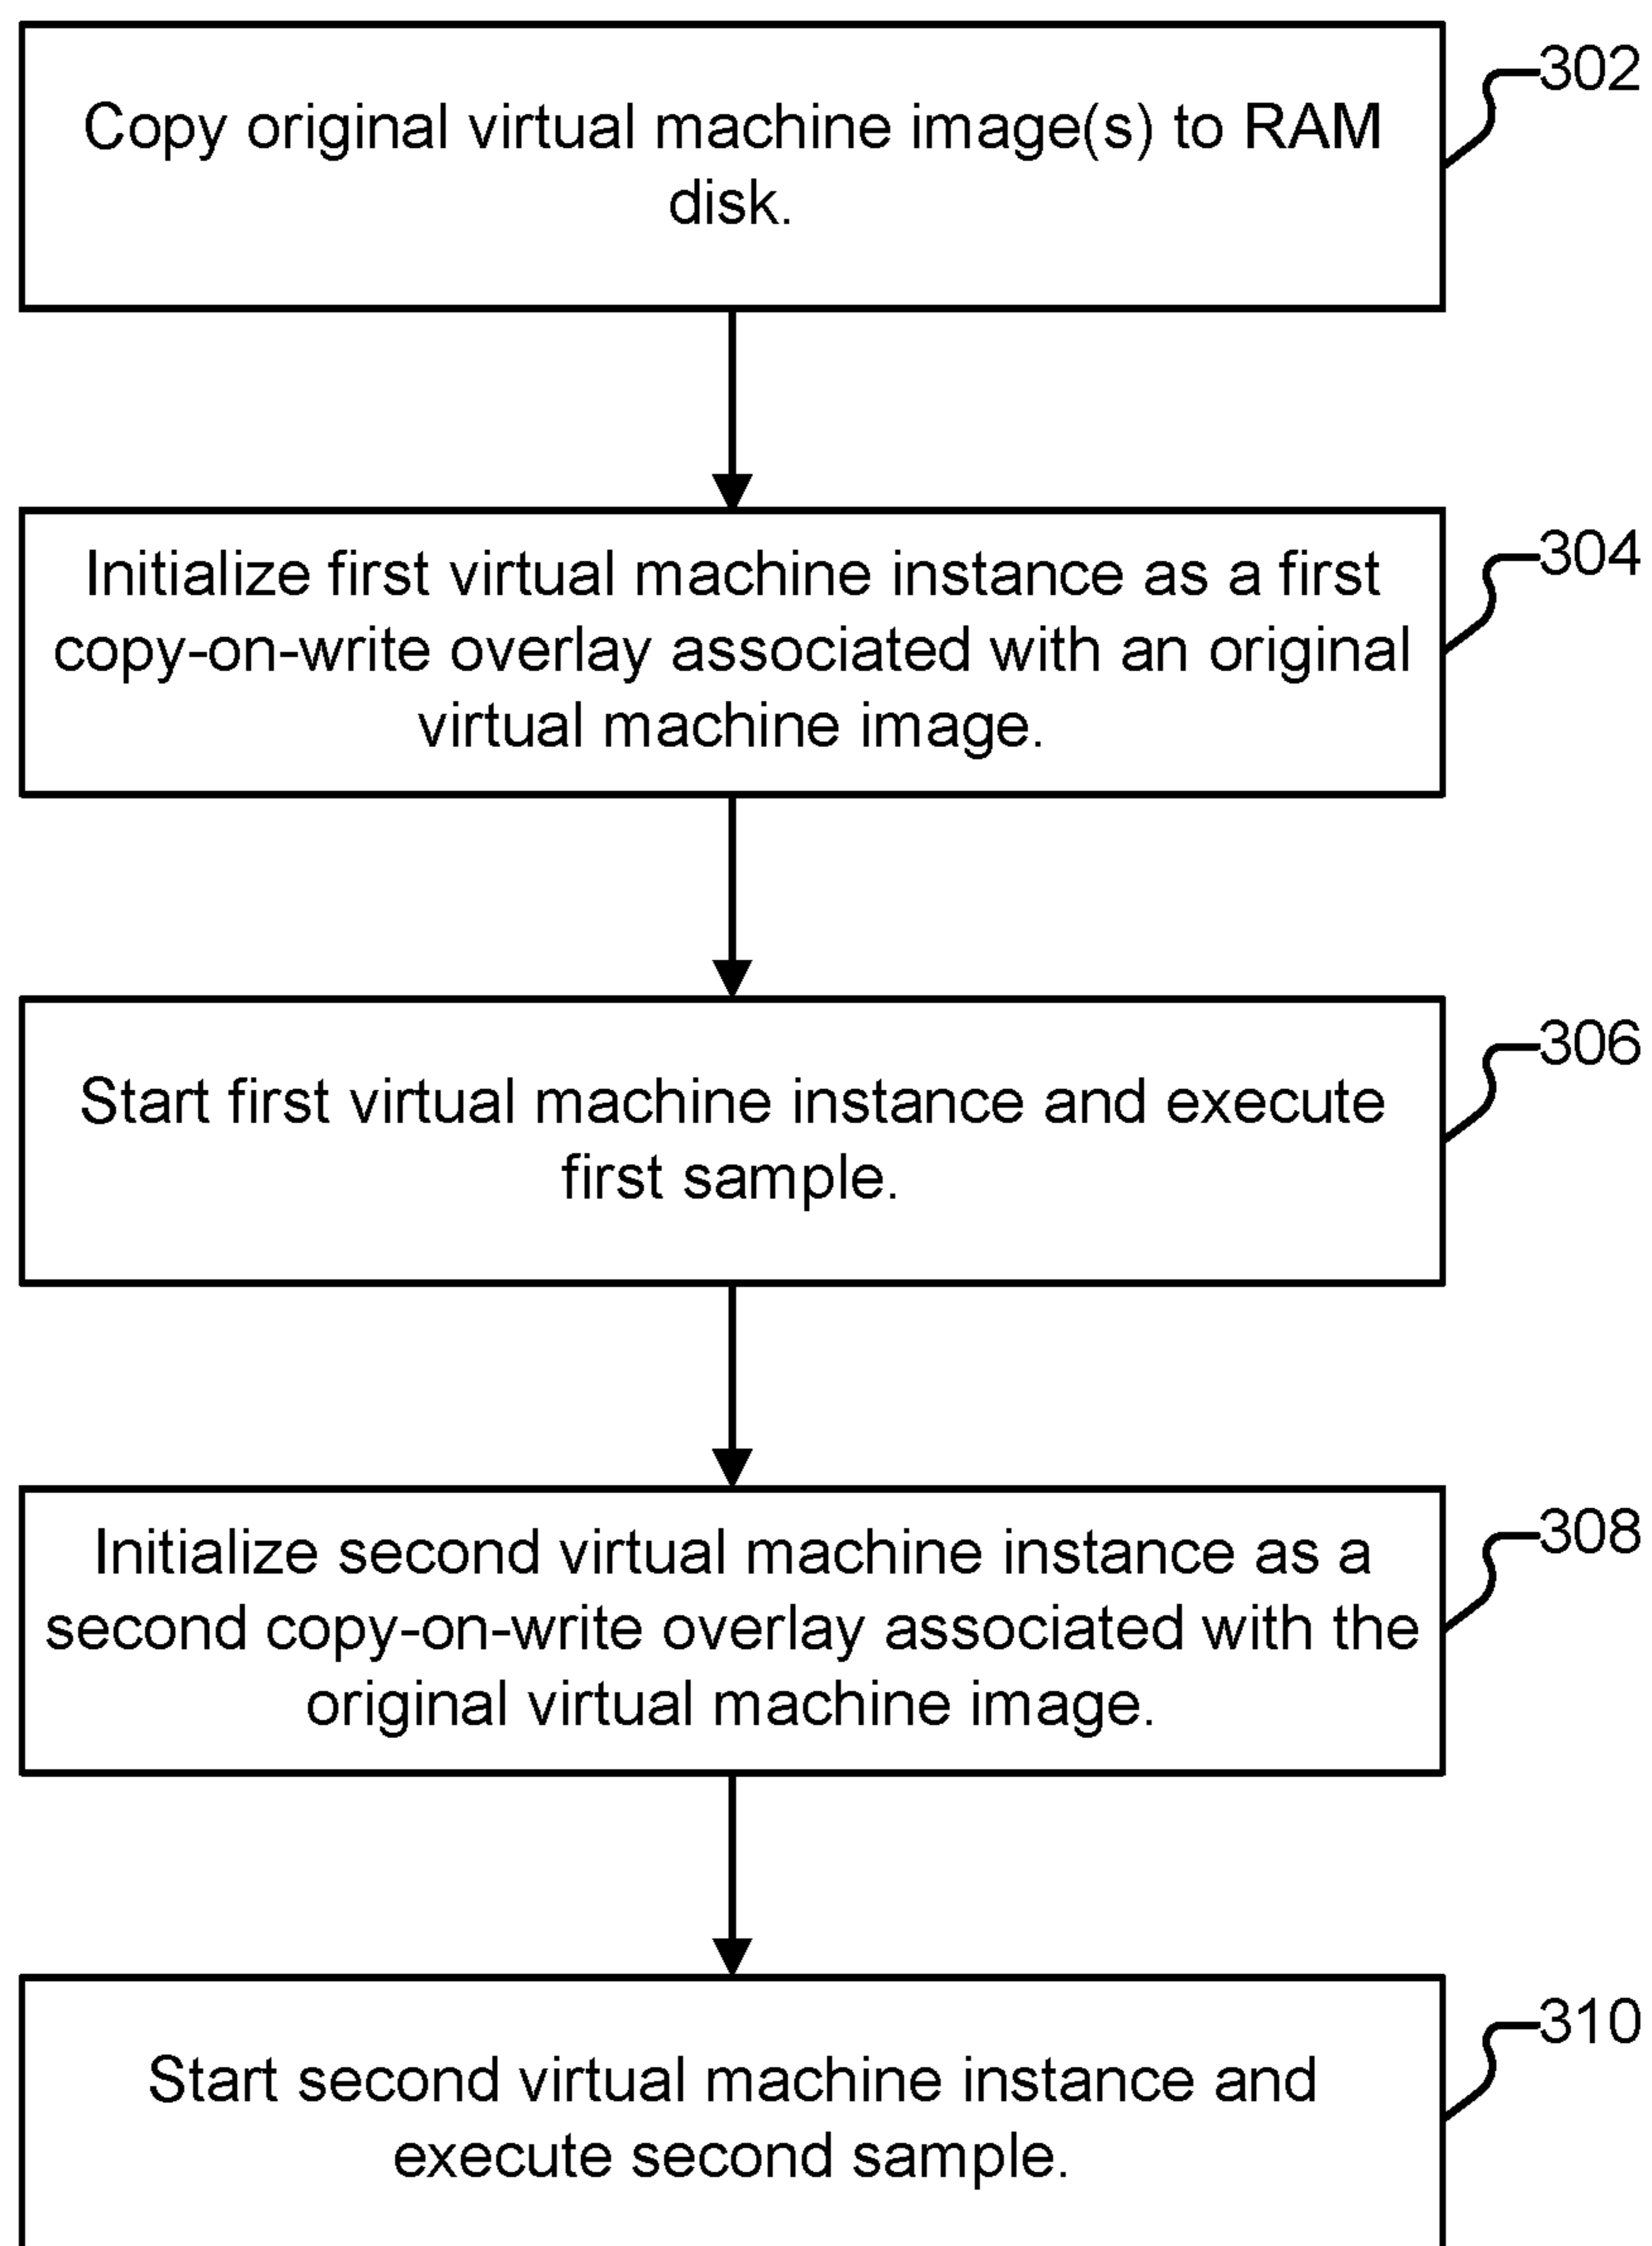 Copy original virtual machine image(s) to RAM
disk.
302
Initialize first virtual machine instance as a first
copy-on-write overlay associated with an original
virtual machine image.
304
Start first virtual machine instance and execute
first sample.
306
Initialize second virtual machine instance as a
second copy-on-write overlay associated with the
original virtual machine image.
308
Start second virtual machine instance and
execute second sample.
310